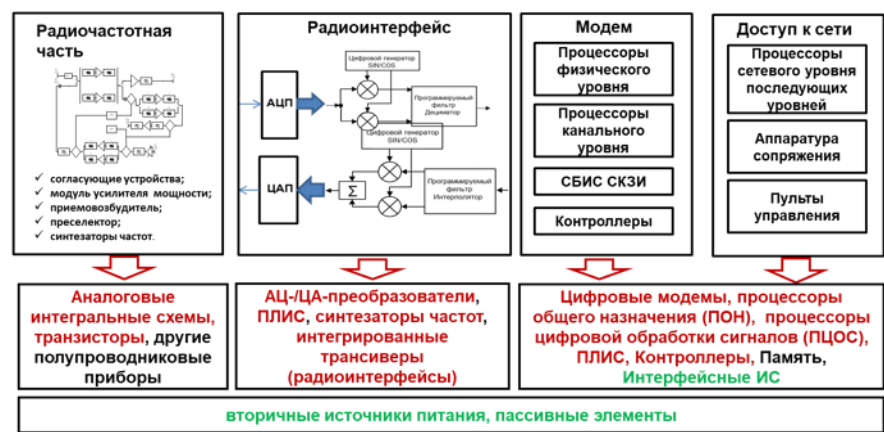 Радиочастотная
часть
✓ согласующие устройства;
✓ модуль усилителя мощности;
✓ приемовозбудитель;
✓ преселектор;
✓ синтезаторы частот.
Радиоинтерфейс
Цифровой генератор
SIN/COS
АЦП
Программируемый
фильтр
Дециматор
Цифровой генератор
SIN/COS
ЦАП
Σ
Программируемый
фильтр
Интерполятор
Модем
Процессоры
физического
уровня
Процессоры
канального
уровня
СБИС СКЗИ
Контроллеры
Доступ к сети
Процессоры
сетевого уровня
последующих
уровней
Аппаратура
сопряжения
Пульты
управления
Аналоговые
интегральные схемы,
транзисторы, другие
полупроводниковые
приборы
АЦ-/ЦА-преобразователи,
ПЛИС, синтезаторы частот,
интегрированные
трансиверы
(радиоинтерфейсы)
Цифровые модемы, процессоры
общего назначения (ПОН), процессоры
цифровой обработки сигналов (ПЦОС),
ПЛИС, Контроллеры, Память,
Интерфейсные ИС
вторичные источники питания, пассивные элементы